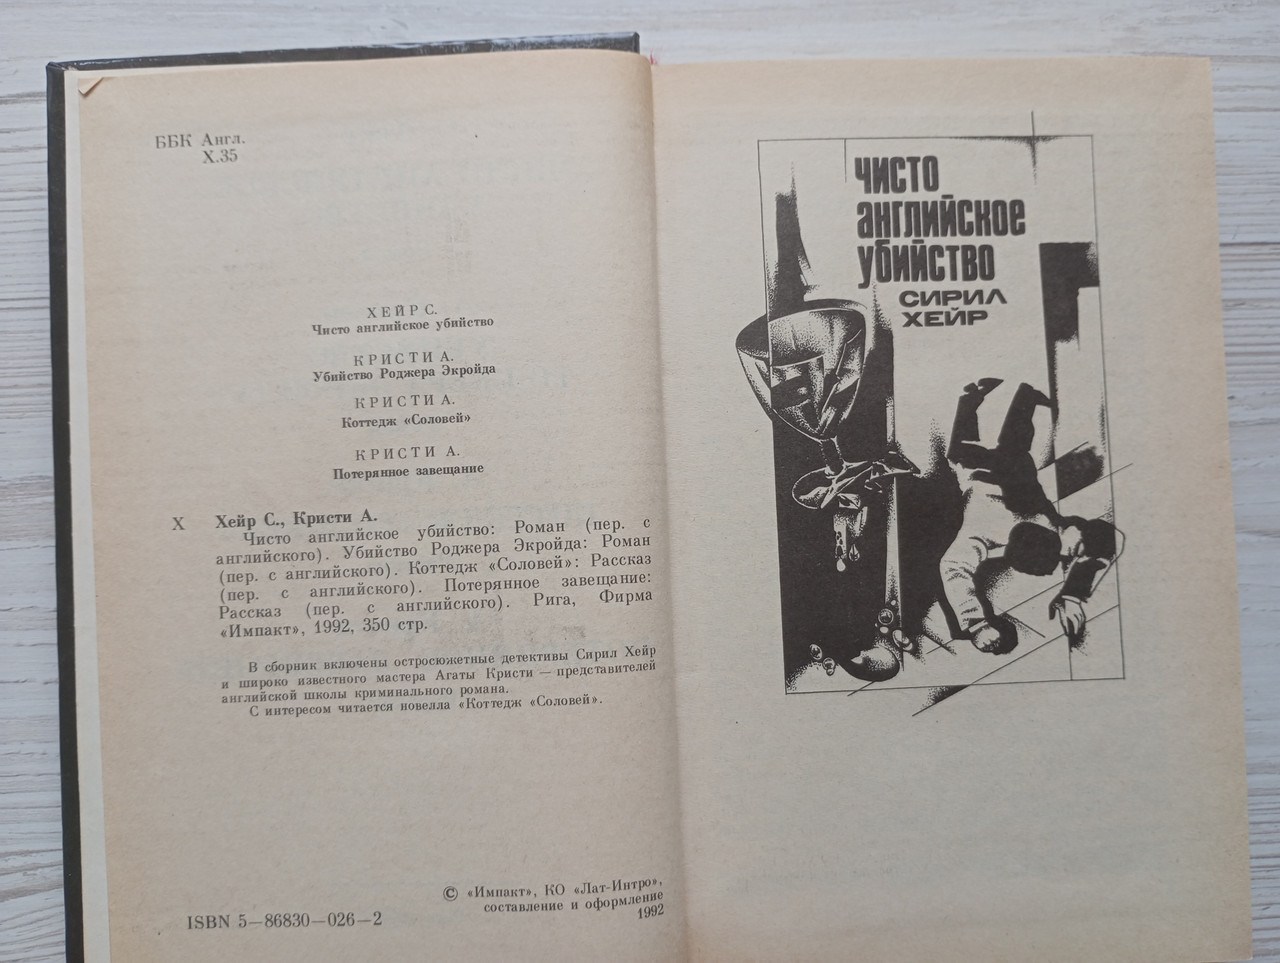 ББК Англ.
Х.35
ХЕЙР С.
Чисто английское убийство
КРИСТИ А.
Убийство Роджера Экройда
КРИСТИ А.
Коттедж «Соловей»
КРИСТИ А.
Потерянное завещание
Х Хейр С., Кристи А.
Чисто английское убийство: Роман (пер. с
английского). Убийство Роджера Экройда: Роман
(пер. с английского). Коттедж «Соловей»: Рассказ
(пер. с английского). Потерянное завещание:
Рассказ (пер. с английского). Рига, Фирма
«Импакт», 1992, 350 стр.
В сборник включены остросюжетные детективы Сирил Хейр
и широко известного мастера Агаты Кристи — представителей
английской школы криминального романа.
С интересом читается новелла «Коттедж «Соловей».
© «Импакт», КО «Лат-Интро»,
составление и оформление
1992
ISBN 5—86830—026—2
ЧИСТО
АНГЛИЙСКОЕ
УБИЙСТВО
СИРИЛ
ХЕЙР